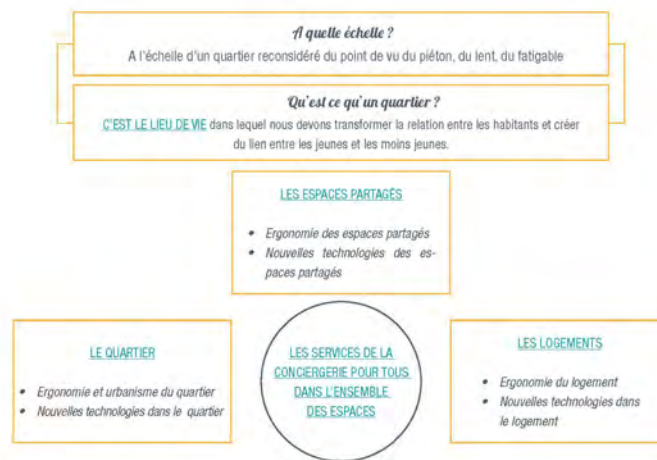 A quelle échelle ?
A l'échelle d'un quartier reconsidéré du point de vu du piéton, du lent, du fatigable
Qu'est ce qu'un quartier ?
C'EST LE LIEU DE VIE dans lequel nous devons transformer la relation entre les habitants et créer
du lien entre les jeunes et les moins jeunes.
LES ESPACES PARTAGÉS
• Ergonomie des espaces partagés
• Nouvelles technologies des es-
paces partagés
LE QUARTIER
• Ergonomie et urbanisme du quartier
• Nouvelles technologies dans le quartier
LES SERVICES DE LA
CONCIERGERIE POUR TOUS
DANS L'ENSEMBLE
DES ESPACES
LES LOGEMENTS
• Ergonomie du logement
• Nouvelles technologies dans
le logement